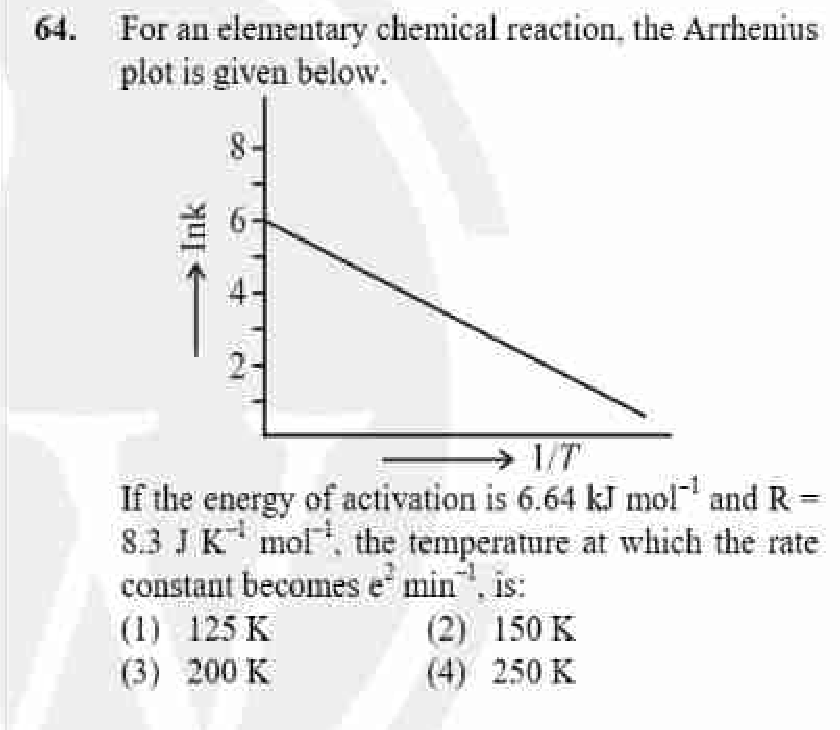 64. For an elementary chemical reaction, the Arrhenius
plot is given below.
8
6
4
2
lnk
1/T
If the energy of activation is 6.64 kJ mol⁻¹ and R =
8.3 J K⁻¹ mol⁻¹, the temperature at which the rate
constant becomes e² min⁻¹, is:
(1) 125 K (2) 150 K
(3) 200 K (4) 250 K